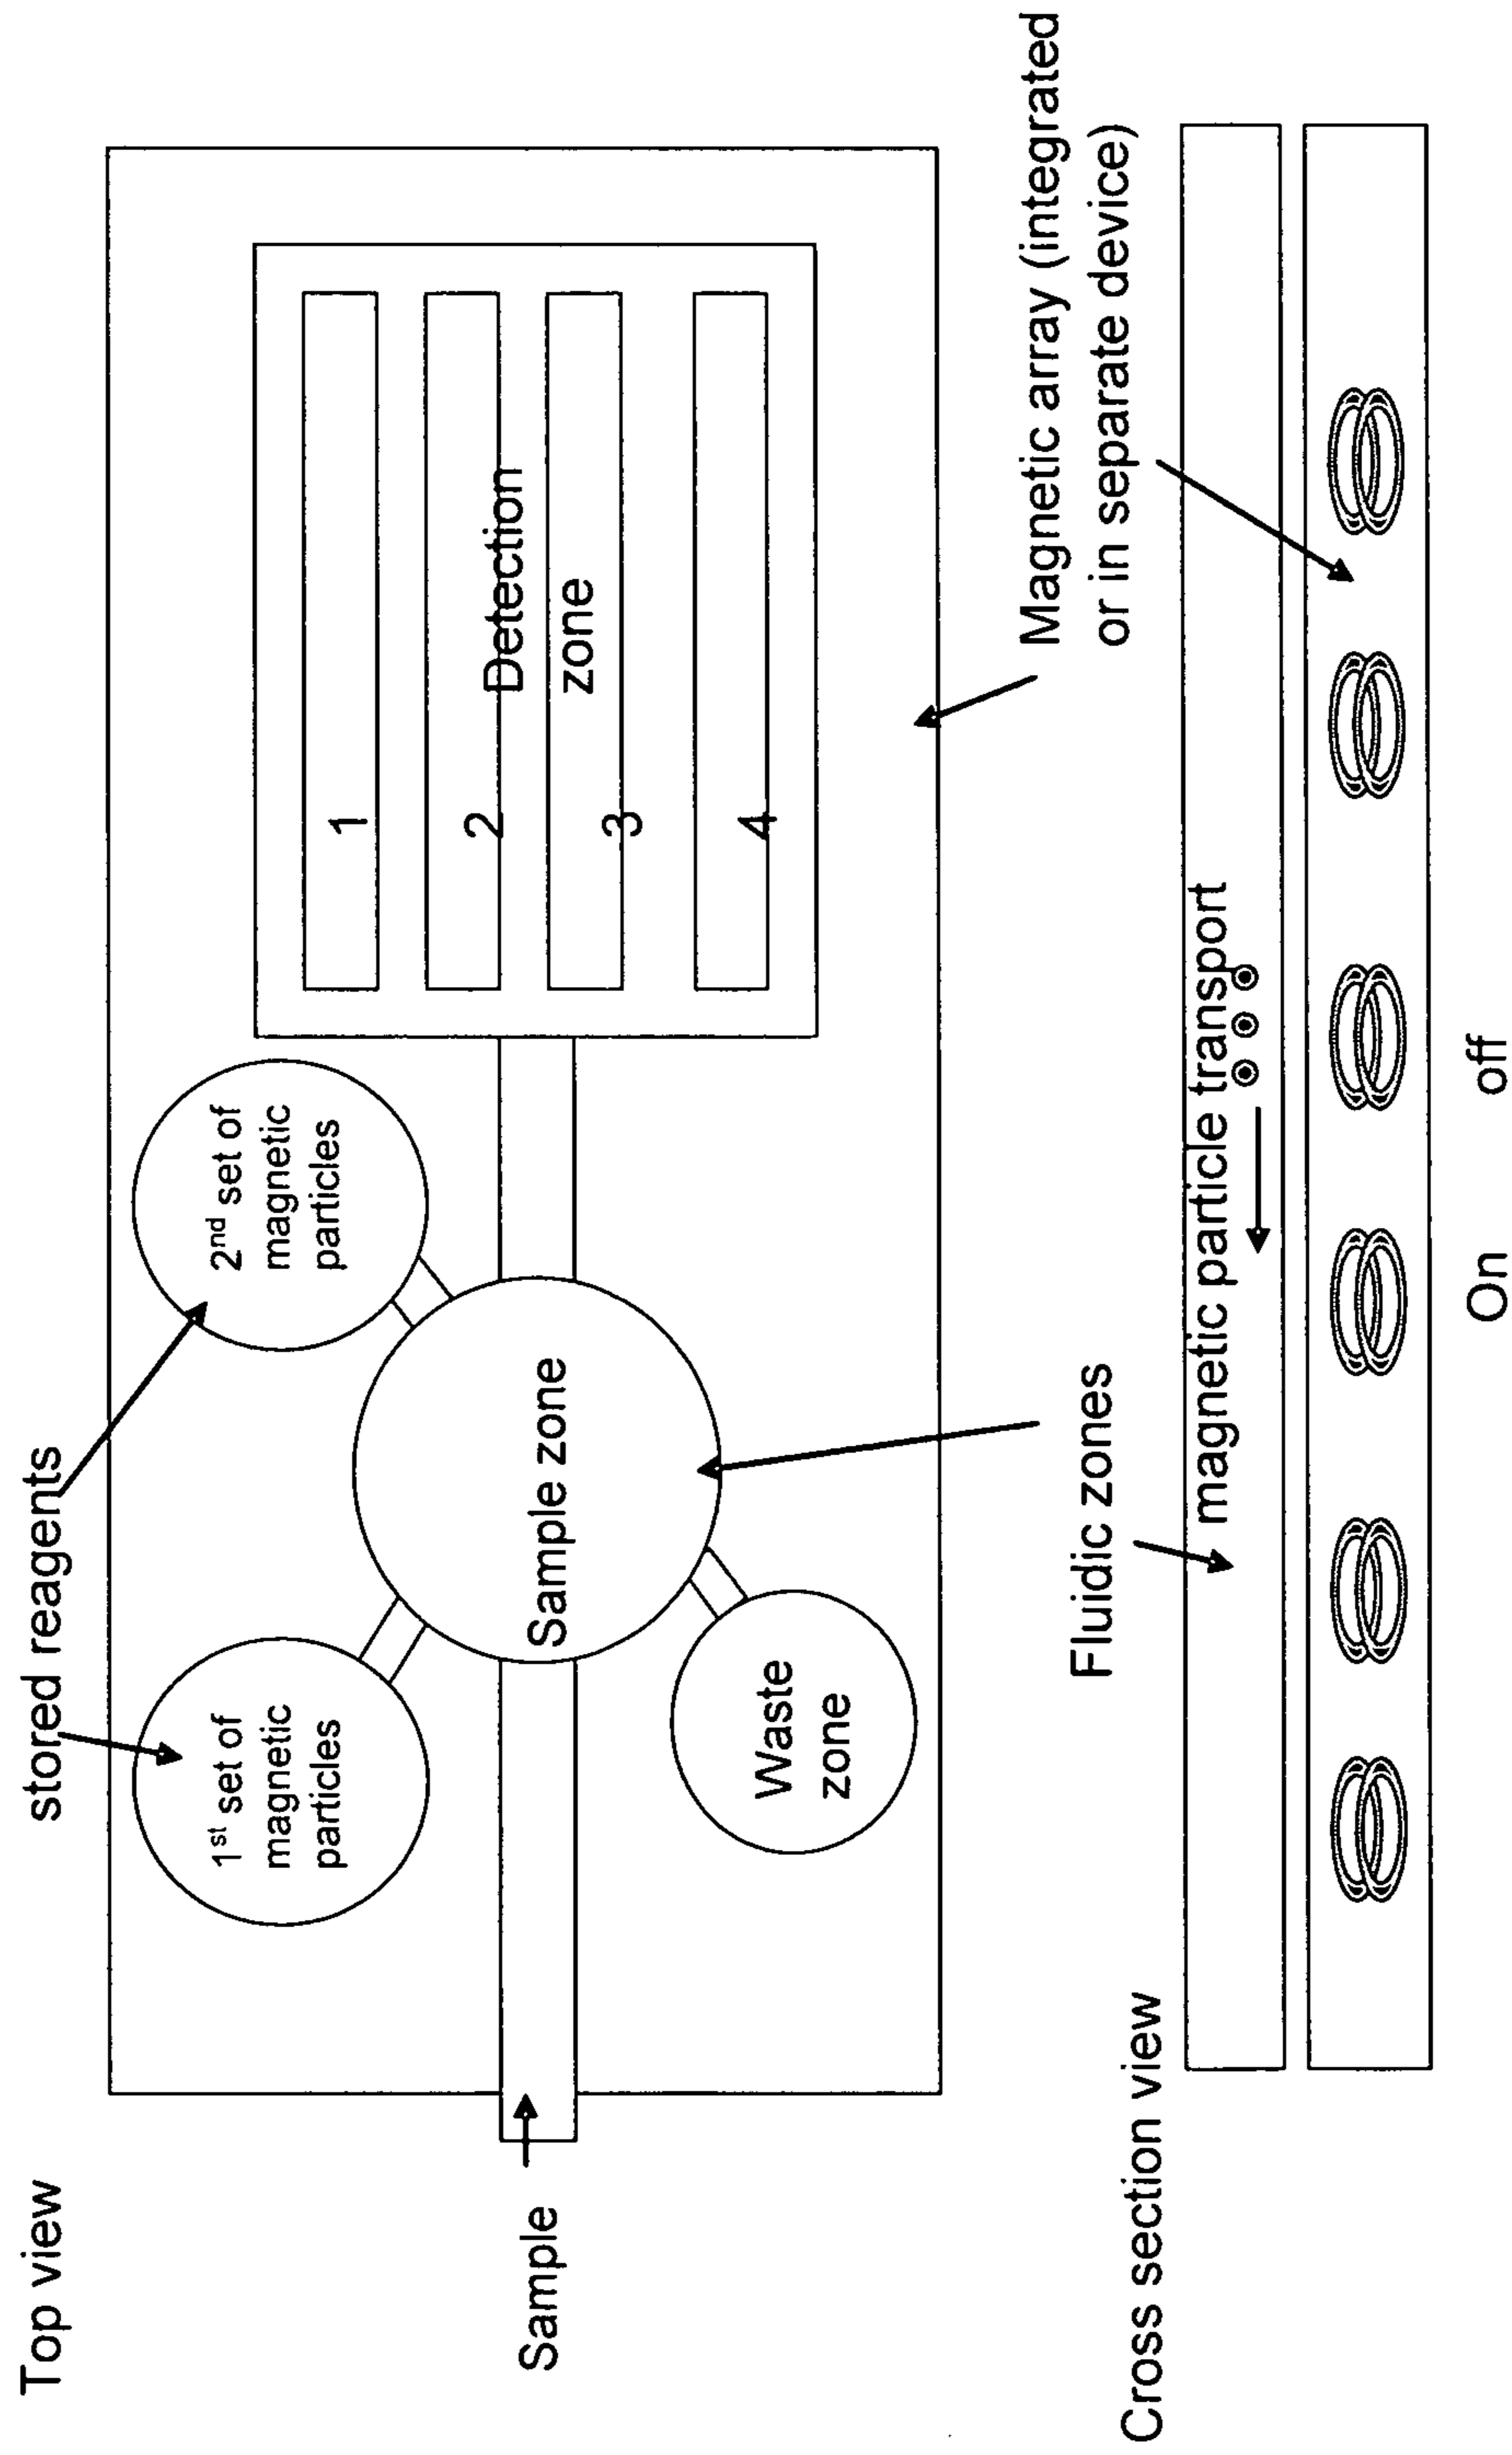 Top view
stored reagents
1st set of
magnetic
particles
2nd set of
magnetic
particles
Sample
Sample zone
Waste
zone
1
2
3
4
Detection
zone
Fluidic zones
Magnetic array (integrated
or in separate device)
Cross section view
magnetic particle transport
On
off